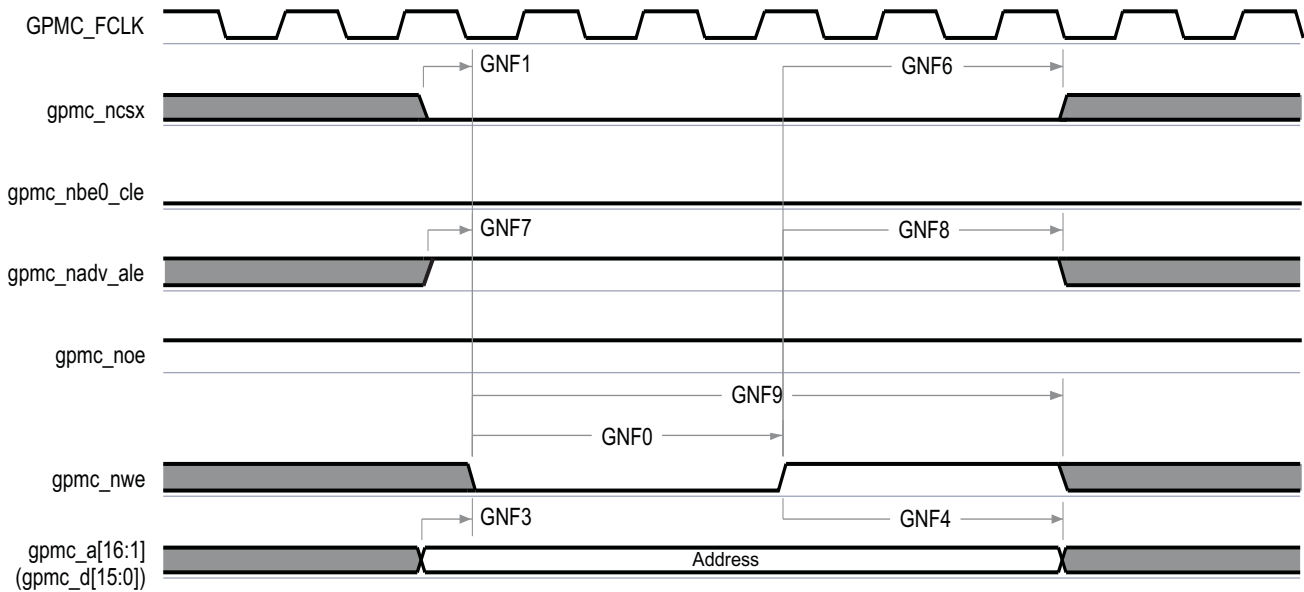 GPMC_FCLK
GNF1
GNF6
gpmc_ncsx
gpmc_nbe0_cle
GNF7
GNF8
gpmc_nadv_ale
gpmc_noe
GNF9
GNF0
gpmc_nwe
GNF3
GNF4
gpmc_a[16:1]
(gpmc_d[15:0])
Address